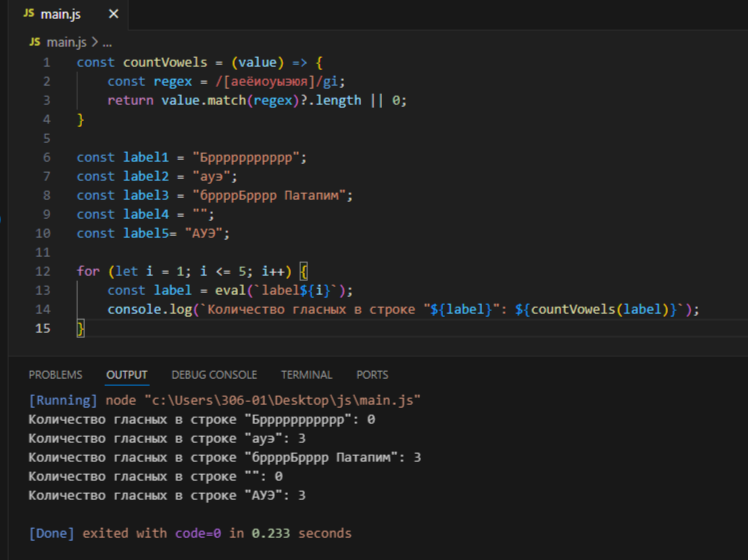 JS main.js ×
JS main.js > ...
1 const countVowels = (value) => {
2     const regex = /[аеёиоуыэюя]/gi;
3     return value.match(regex)?.length || 0;
4 }
5
6 const label1 = "Бррррррррррр";
7 const label2 = "ауэ";
8 const label3 = "бррррБрррр Патапим";
9 const label4 = "";
10 const label5= "АУЭ";
11
12 for (let i = 1; i <= 5; i++) {
13     const label = eval(`label${i}`);
14     console.log(`Количество гласных в строке "${label}": ${countVowels(label)}`);
15 }
PROBLEMS OUTPUT DEBUG CONSOLE TERMINAL PORTS
[Running] node "c:\Users\306-01\Desktop\js\main.js"
Количество гласных в строке "Бррррррррррр": 0
Количество гласных в строке "ауэ": 3
Количество гласных в строке "бррррБрррр Патапим": 3
Количество гласных в строке "": 0
Количество гласных в строке "АУЭ": 3
[Done] exited with code=0 in 0.233 seconds